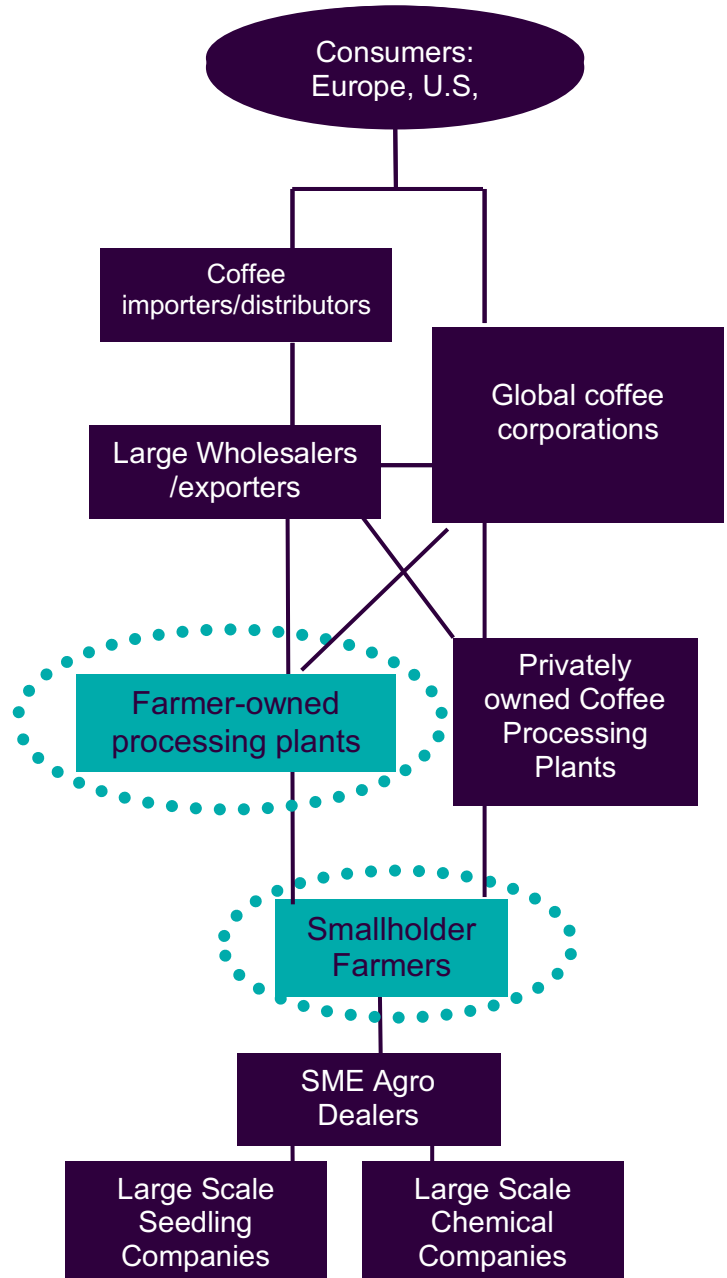 Consumers:
Europe, U.S,
Coffee
importers/distributors
Global coffee
corporations
Large Wholesalers
/exporters
Privately
owned Coffee
Processing
Plants
Farmer-owned
processing plants
Smallholder
Farmers
SME Agro
Dealers
Large Scale
Seedling
Companies
Large Scale
Chemical
Companies